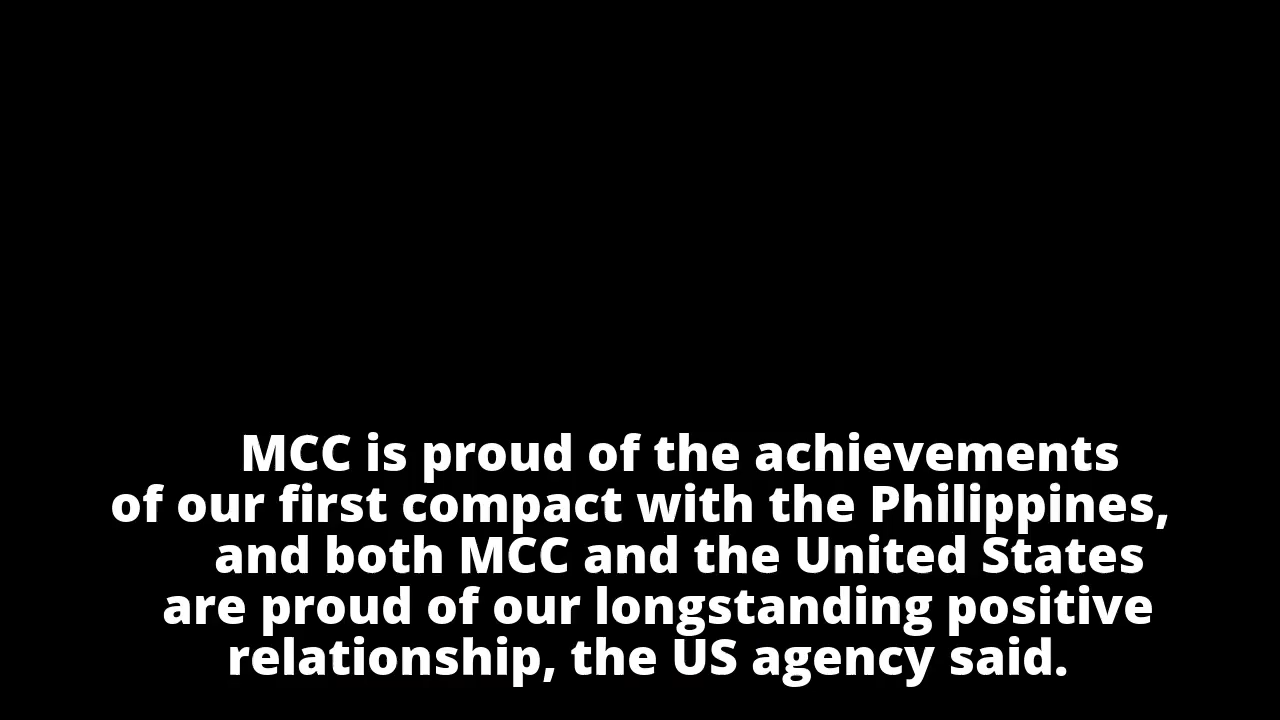 MCC is proud of the achievements
of our first compact with the Philippines,
and both MCC and the United States
are proud of our longstanding positive
relationship, the US agency said.